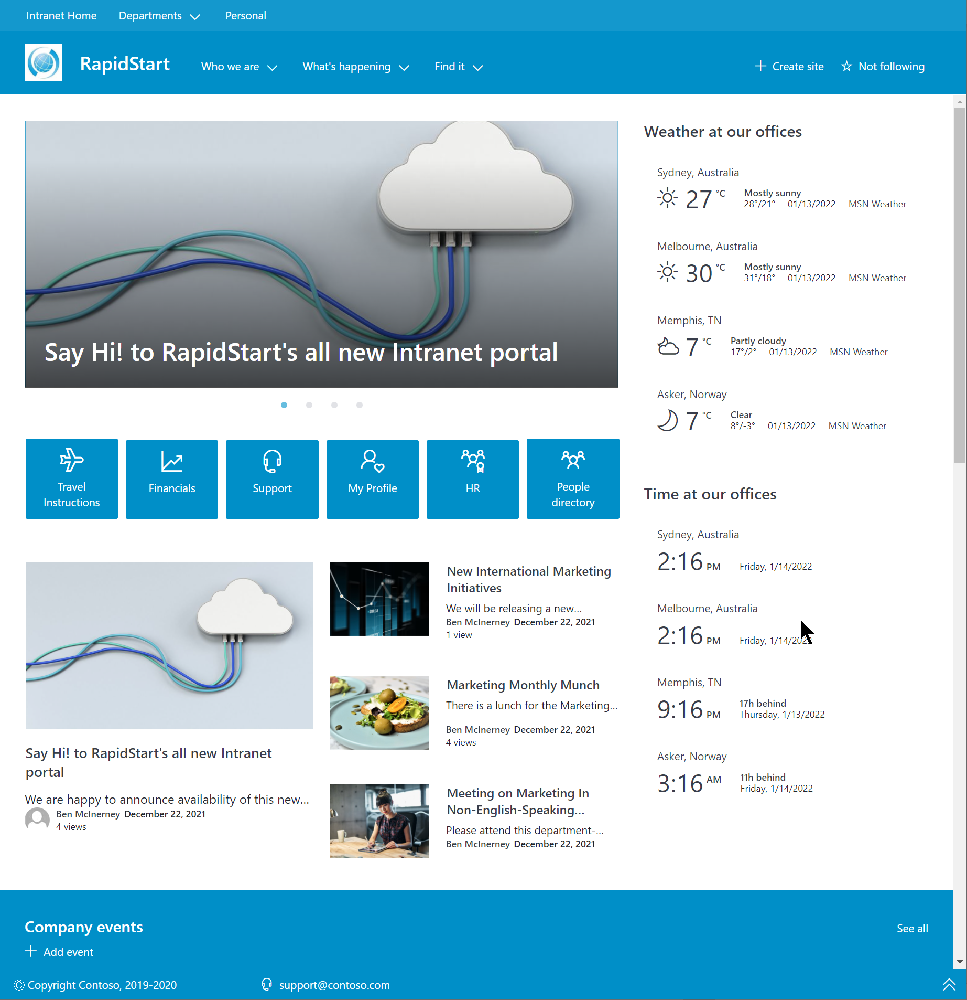 Intranet Home Departments Personal
RapidStart Who we are What's happening Find it Create site Not following
Say Hi! to RapidStart's all new Intranet portal
Travel
Instructions
Financials
Support
My Profile
HR
People
directory
Say Hi! to RapidStart's all new Intranet
portal
We are happy to announce availability of this new...
Ben McInerney December 22, 2021
4 views
New International Marketing
Initiatives
We will be releasing a new...
Ben McInerney December 22, 2021
1 view
Marketing Monthly Munch
There is a lunch for the Marketing...
Ben McInerney December 22, 2021
4 views
Meeting on Marketing In
Non-English-Speaking...
Please attend this department-...
Ben McInerney December 22, 2021
Weather at our offices
Sydney, Australia
27 °C Mostly sunny
28°/21° 01/13/2022 MSN Weather
Melbourne, Australia
30 °C Mostly sunny
31°/18° 01/13/2022 MSN Weather
Memphis, TN
7 °C Partly cloudy
17°/2° 01/13/2022 MSN Weather
Asker, Norway
7 °C Clear
8°/-3° 01/13/2022 MSN Weather
Time at our offices
Sydney, Australia
2:16 PM Friday, 1/14/2022
Melbourne, Australia
2:16 PM Friday, 1/14/2022
Memphis, TN
9:16 PM 17h behind
Thursday, 1/13/2022
Asker, Norway
3:16 AM 11h behind
Friday, 1/14/2022
Company events See all
Add event
© Copyright Contoso, 2019-2020 support@contoso.com